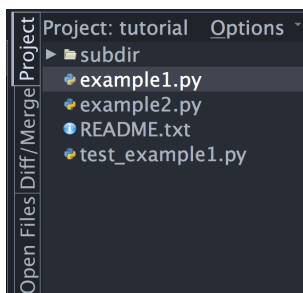 Project: tutorial Options
subdir
example1.py
example2.py
README.txt
test_example1.py
Project
Diff/Merge
Open Files